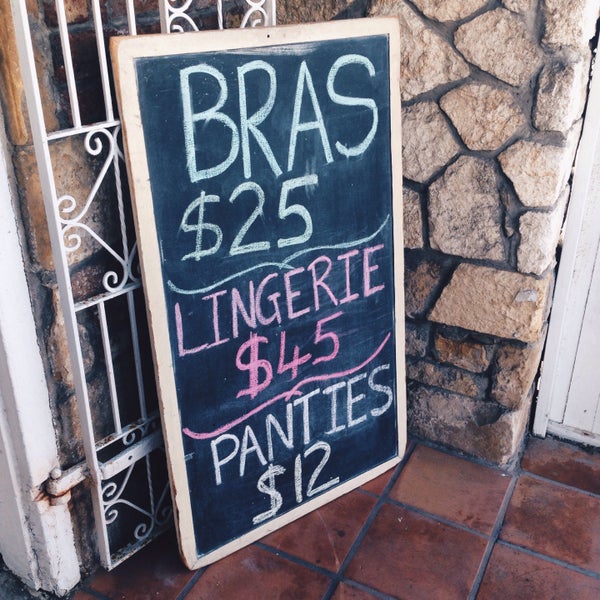 BRAS
$25
LINGERIE
$45
PANTIES
$12